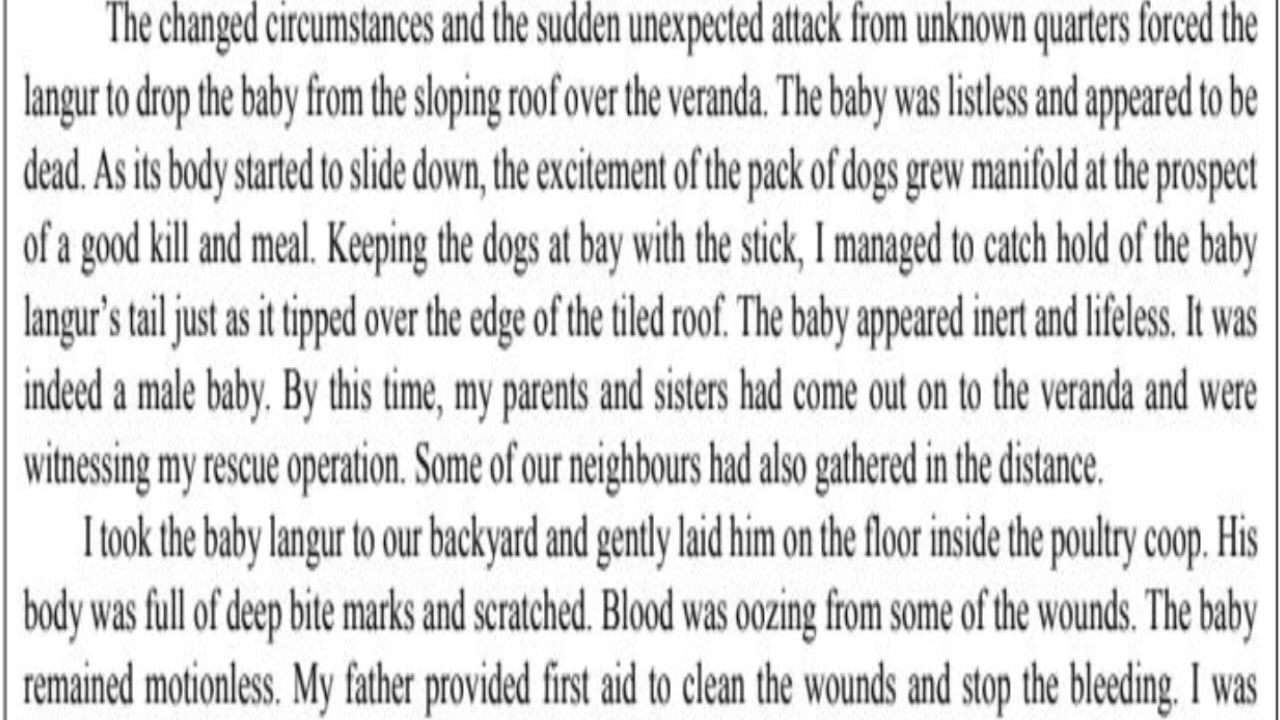 The changed circumstances and the sudden unexpected attack from unknown quarters forced the
langur to drop the baby from the sloping roof over the veranda. The baby was listless and appeared to be
dead. As its body started to slide down, the excitement of the pack of dogs grew manifold at the prospect
of a good kill and meal. Keeping the dogs at bay with the stick, I managed to catch hold of the baby
langur's tail just as it tipped over the edge of the tiled roof. The baby appeared inert and lifeless. It was
indeed a male baby. By this time, my parents and sisters had come out on to the veranda and were
witnessing my rescue operation. Some of our neighbours had also gathered in the distance.
I took the baby langur to our backyard and gently laid him on the floor inside the poultry coop. His
body was full of deep bite marks and scratched. Blood was oozing from some of the wounds. The baby
remained motionless. My father provided first aid to clean the wounds and stop the bleeding. I was